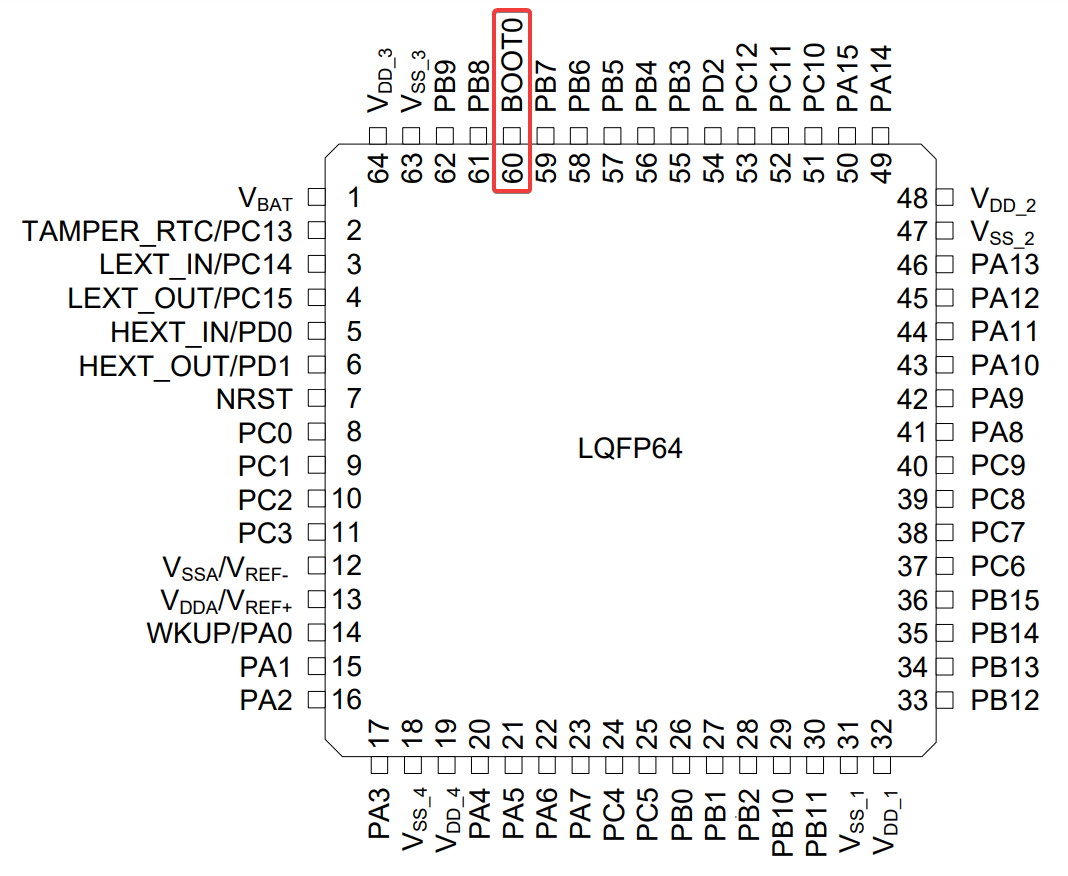 VDD_3
VSS_3
PB9
PB8
BOOT0
PB7
PB6
PB5
PB4
PB3
PD2
PC12
PC11
PC10
PA15
PA14
64
63
62
61
60
59
58
57
56
55
54
53
52
51
50
49
VBAT 1
TAMPER_RTC/PC13 2
LEXT_IN/PC14 3
LEXT_OUT/PC15 4
HEXT_IN/PD0 5
HEXT_OUT/PD1 6
NRST 7
PC0 8
PC1 9
PC2 10
PC3 11
VSSA/VREF- 12
VDDA/VREF+ 13
WKUP/PA0 14
PA1 15
PA2 16
LQFP64
48 VDD_2
47 VSS_2
46 PA13
45 PA12
44 PA11
43 PA10
42 PA9
41 PA8
40 PC9
39 PC8
38 PC7
37 PC6
36 PB15
35 PB14
34 PB13
33 PB12
17
18
19
20
21
22
23
24
25
26
27
28
29
30
31
32
PA3
VSS_4
VDD_4
PA4
PA5
PA6
PA7
PC4
PC5
PB0
PB1
PB2
PB10
PB11
VSS_1
VDD_1